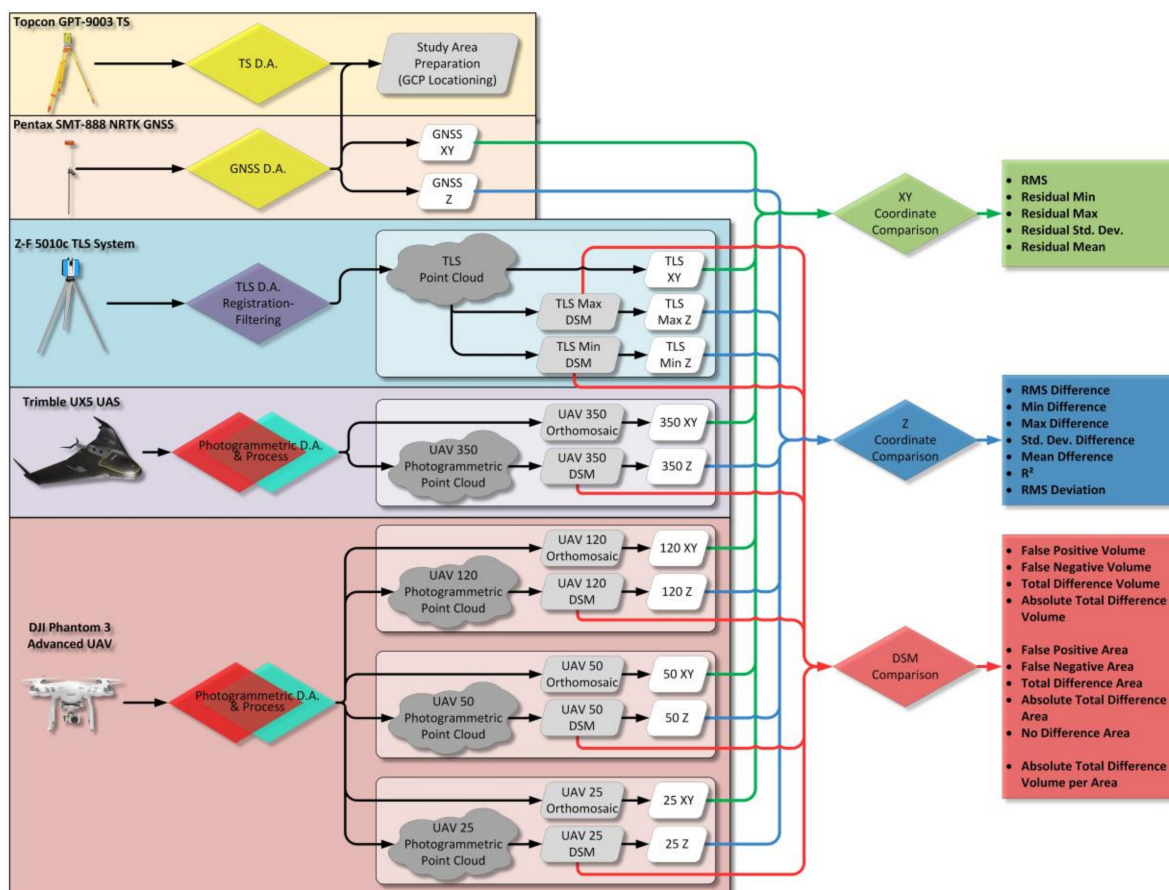 Topcon GPT-9003 TS
TS D.A.
Study Area
Preparation
(GCP Locationing)
Pentax SMT-888 NRTK GNSS
GNSS D.A.
GNSS
XY
GNSS
Z
Z-F 5010c TLS System
TLS D.A.
Registration-
Filtering
TLS
Point Cloud
TLS
XY
TLS Max
DSM
TLS
Max Z
TLS Min
DSM
TLS
Min Z
Trimble UX5 UAS
Photogrammetric D.A.
& Process
UAV 350
Orthomosaic
350 XY
UAV 350
Photogrammetric
Point Cloud
UAV 350
DSM
350 Z
DJI Phantom 3
Advanced UAV
Photogrammetric D.A.
& Process
UAV 120
Orthomosaic
120 XY
UAV 120
Photogrammetric
Point Cloud
UAV 120
DSM
120 Z
UAV 50
Orthomosaic
50 XY
UAV 50
Photogrammetric
Point Cloud
UAV 50
DSM
50 Z
UAV 25
Orthomosaic
25 XY
UAV 25
Photogrammetric
Point Cloud
UAV 25
DSM
25 Z
XY
Coordinate
Comparison
• RMS
• Residual Min
• Residual Max
• Residual Std. Dev.
• Residual Mean
Z
Coordinate
Comparison
• RMS Difference
• Min Difference
• Max Difference
• Std. Dev. Difference
• Mean Dfference
• R²
• RMS Deviation
DSM
Comparison
• False Positive Volume
• False Negative Volume
• Total Difference Volume
• Absolute Total Difference
Volume
• False Positive Area
• False Negative Area
• Total Difference Area
• Absolute Total Difference
Area
• No Difference Area
• Absolute Total Difference
Volume per Area